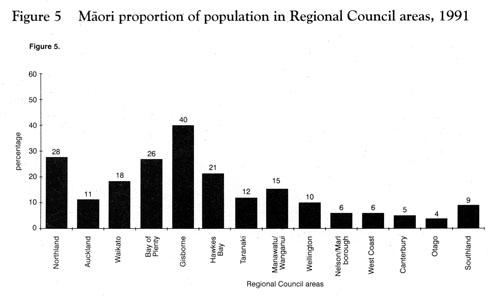 Figure 5 Māori proportion of population in Regional Council areas, 1991
Figure 5.
percentage
60
50
40
30
20
10
0
28
11
18
26
40
21
12
15
10
6
6
5
4
9
Northland
Auckland
Waikato
Bay of
Plenty
Gisborne
Hawkes
Bay
Taranaki
Manawatu/
Wanganui
Wellington
Nelson/Marl
borough
West Coast
Canterbury
Otago
Southland
Regional Council areas